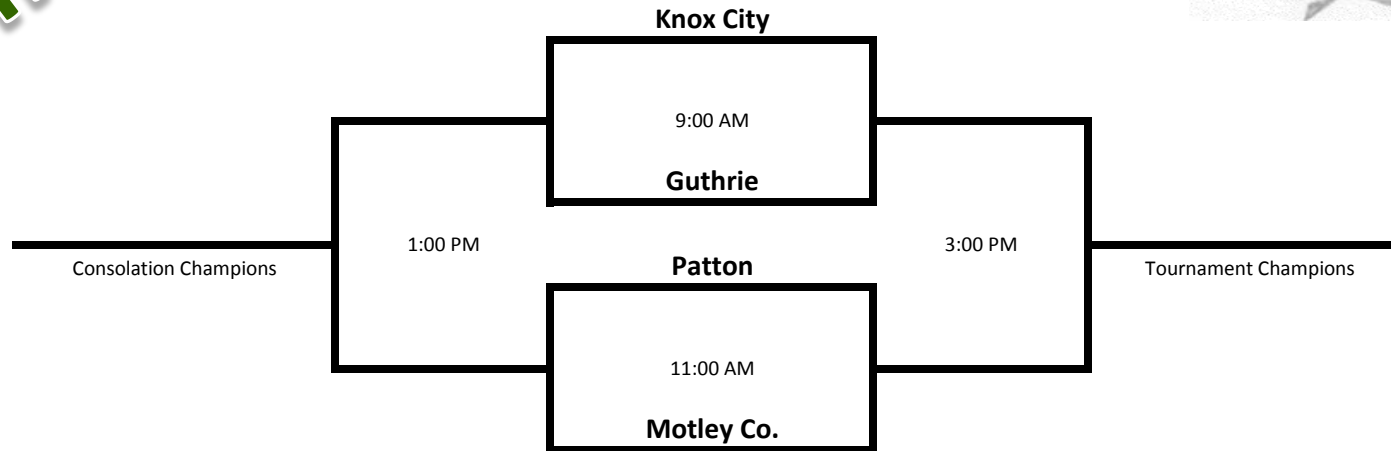 Knox City
9:00 AM
Guthrie
1:00 PM
3:00 PM
Consolation Champions
Patton
Tournament Champions
11:00 AM
Motley Co.